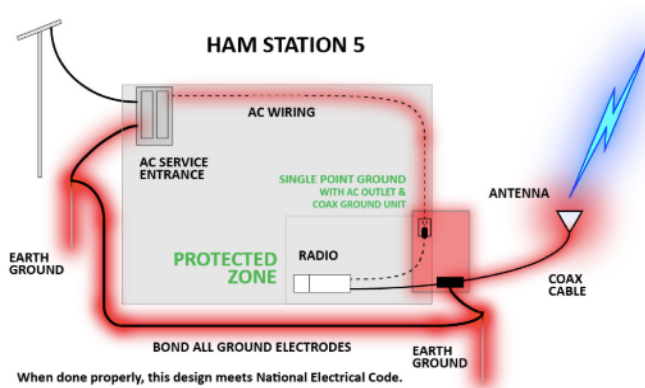 HAM STATION 5
AC WIRING
AC SERVICE
ENTRANCE
SINGLE POINT GROUND
WITH AC OUTLET &
COAX GROUND UNIT
ANTENNA
EARTH
GROUND
PROTECTED
ZONE
RADIO
COAX
CABLE
BOND ALL GROUND ELECTRODES
EARTH
GROUND
When done properly, this design meets National Electrical Code.